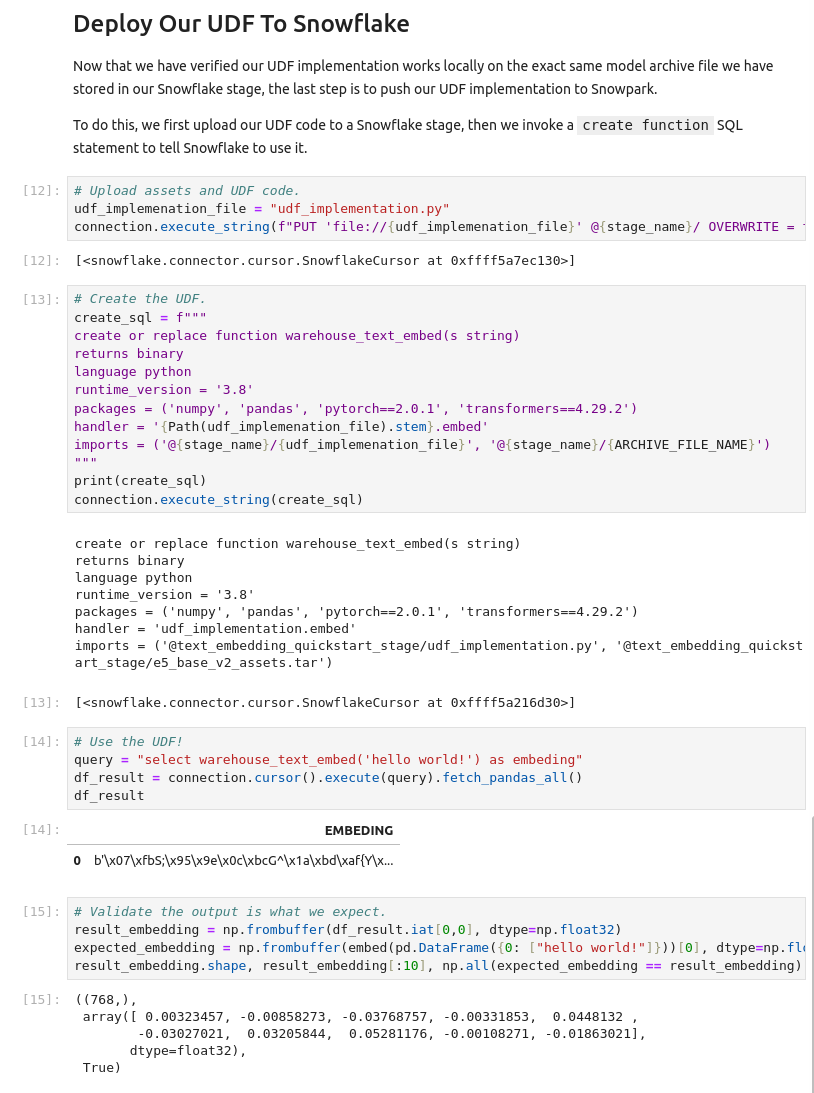 Deploy Our UDF To Snowflake
Now that we have verified our UDF implementation works locally on the exact same model archive file we have
stored in our Snowflake stage, the last step is to push our UDF implementation to Snowpark.
To do this, we first upload our UDF code to a Snowflake stage, then we invoke a create function SQL
statement to tell Snowflake to use it.
[12]: # Upload assets and UDF code.
udf_implemenation_file = "udf_implementation.py"
connection.execute_string(f"PUT 'file://{udf_implemenation_file}' @{stage_name}/ OVERWRITE =
[12]: [<snowflake.connector.cursor.SnowflakeCursor at 0xffff5a7ec130>]
[13]: # Create the UDF.
create_sql = f"""
create or replace function warehouse_text_embed(s string)
returns binary
language python
runtime_version = '3.8'
packages = ('numpy', 'pandas', 'pytorch==2.0.1', 'transformers==4.29.2')
handler = '{Path(udf_implemenation_file).stem}.embed'
imports = ('@{stage_name}/{udf_implemenation_file}', '@{stage_name}/{ARCHIVE_FILE_NAME}')
"""
print(create_sql)
connection.execute_string(create_sql)
create or replace function warehouse_text_embed(s string)
returns binary
language python
runtime_version = '3.8'
packages = ('numpy', 'pandas', 'pytorch==2.0.1', 'transformers==4.29.2')
handler = 'udf_implementation.embed'
imports = ('@text_embedding_quickstart_stage/udf_implementation.py', '@text_embedding_quickst
art_stage/e5_base_v2_assets.tar')
[13]: [<snowflake.connector.cursor.SnowflakeCursor at 0xffff5a216d30>]
[14]: # Use the UDF!
query = "select warehouse_text_embed('hello world!') as embeding"
df_result = connection.cursor().execute(query).fetch_pandas_all()
df_result
[14]: EMBEDING
0 b'\x07\xfbS;\x95\x9e\x0c\xbcG^\x1a\xbd\xaf{Y\x...
[15]: # Validate the output is what we expect.
result_embedding = np.frombuffer(df_result.iat[0,0], dtype=np.float32)
expected_embedding = np.frombuffer(embed(pd.DataFrame({0: ["hello world!"]}))[0], dtype=np.flo
result_embedding.shape, result_embedding[:10], np.all(expected_embedding == result_embedding)
[15]: ((768,),
array([ 0.00323457, -0.00858273, -0.03768757, -0.00331853, 0.0448132 ,
-0.03027021, 0.03205844, 0.05281176, -0.00108271, -0.01863021],
dtype=float32),
True)